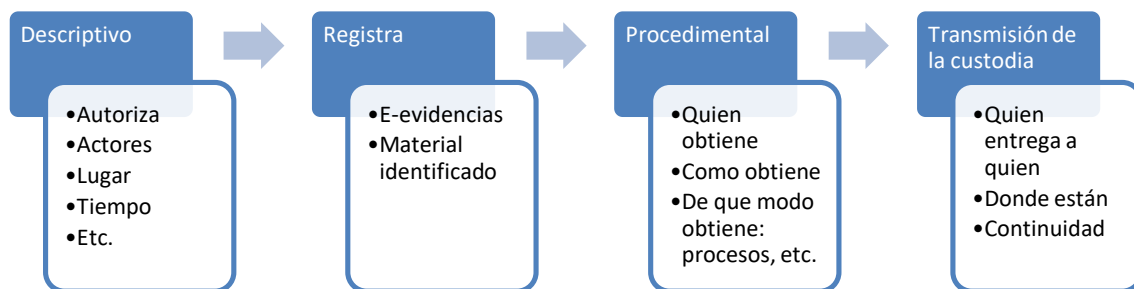 Descriptivo
•Autoriza
•Actores
•Lugar
•Tiempo
•Etc.
Registra
•E-evidencias
•Material
identificado
Procedimental
•Quien
obtiene
•Como obtiene
•De que modo
obtiene:
procesos, etc.
Transmisión de
la custodia
•Quien
entrega a
quien
•Donde están
•Continuidad